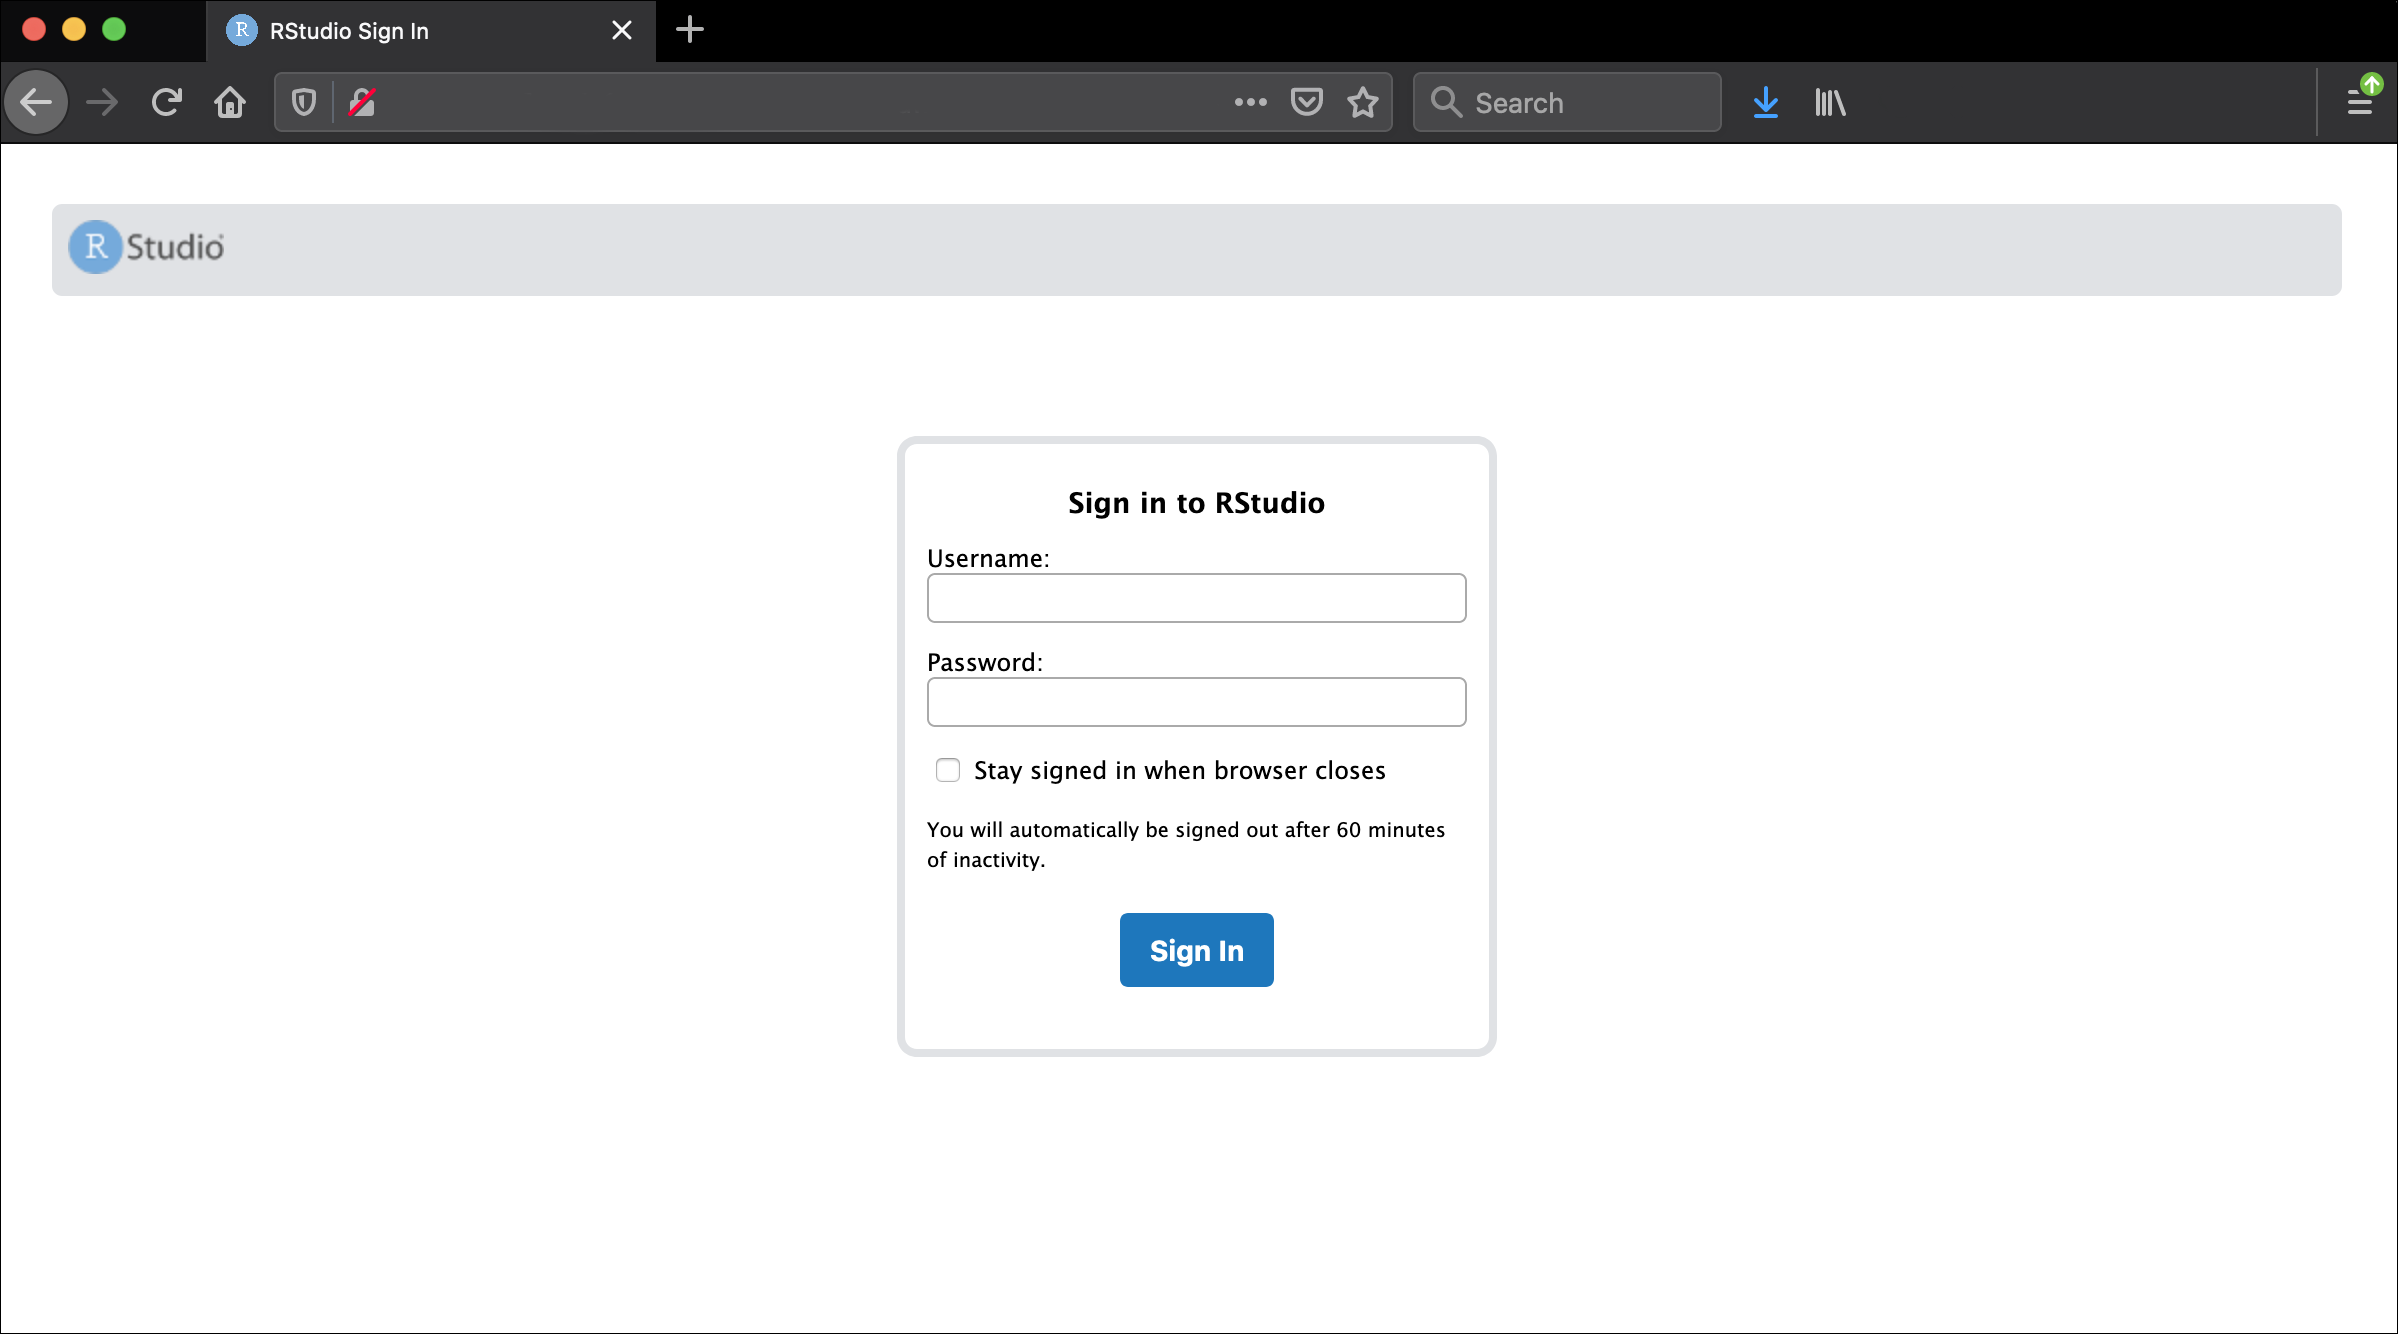 R RStudio Sign In
Search
R Studio
Sign in to RStudio
Username:
Password:
Stay signed in when browser closes
You will automatically be signed out after 60 minutes
of inactivity.
Sign In